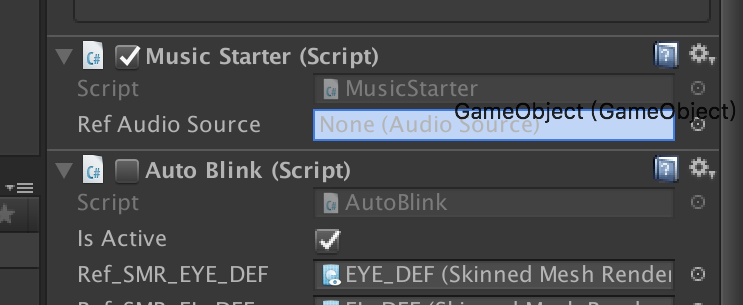 Music Starter (Script)
Script
MusicStarter
GameObject (GameObject)
Ref Audio Source
None (Audio Source)
Auto Blink (Script)
Script
AutoBlink
Is Active
Ref_SMR_EYE_DEF
EYE_DEF (Skinned Mesh Render